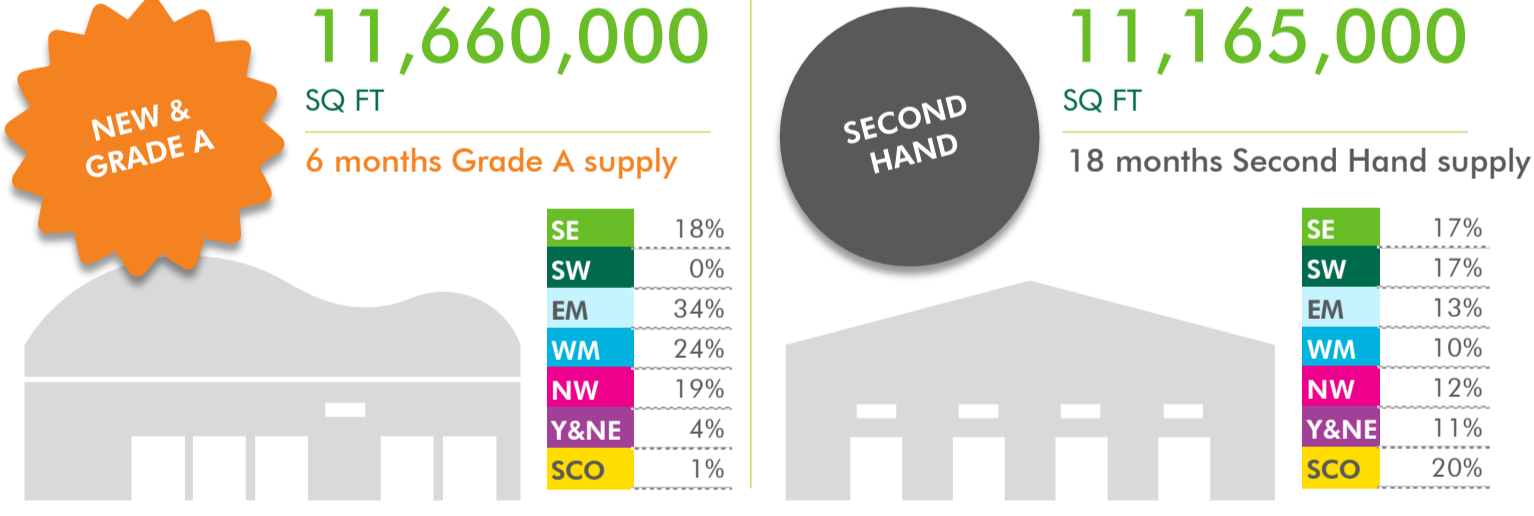 NEW &
GRADE A
11,660,000
SQ FT
6 months Grade A supply
SE 18%
SW 0%
EM 34%
WM 24%
NW 19%
Y&NE 4%
SCO 1%
SECOND
HAND
11,165,000
SQ FT
18 months Second Hand supply
SE 17%
SW 17%
EM 13%
WM 10%
NW 12%
Y&NE 11%
SCO 20%